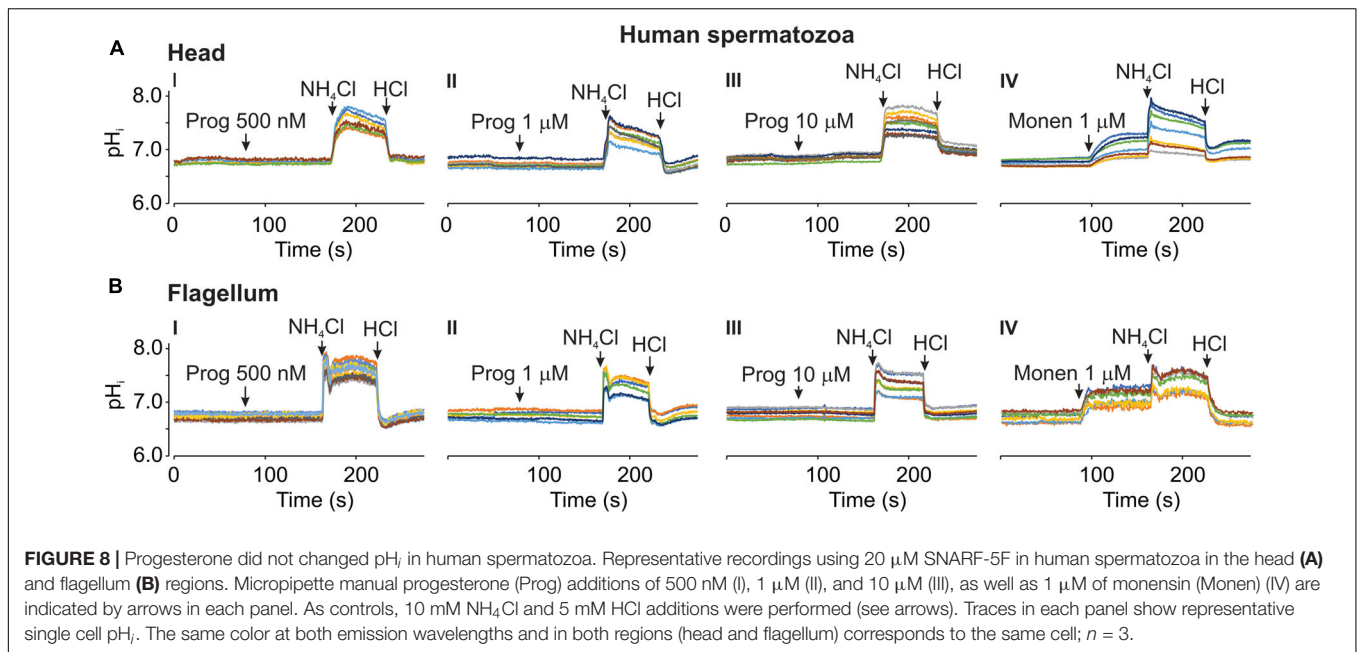 Human spermatozoa
A
Head
I
NH₄Cl
HCl
Prog 500 nM
pHᵢ
8.0
7.0
6.0
0
100
200
Time (s)
II
NH₄Cl
HCl
Prog 1 μM
0
100
200
Time (s)
III
NH₄Cl
HCl
Prog 10 μM
0
100
200
Time (s)
IV
NH₄Cl
HCl
Monen 1 μM
0
100
200
Time (s)
B
Flagellum
I
NH₄Cl
HCl
Prog 500 nM
pHᵢ
8.0
7.0
6.0
0
100
200
Time (s)
II
NH₄Cl
HCl
Prog 1 μM
0
100
200
Time (s)
III
NH₄Cl
HCl
Prog 10 μM
0
100
200
Time (s)
IV
NH₄Cl
HCl
Monen 1 μM
0
100
200
Time (s)
FIGURE 8 | Progesterone did not changed pHᵢ in human spermatozoa. Representative recordings using 20 μM SNARF-5F in human spermatozoa in the head (A)
and flagellum (B) regions. Micropipette manual progesterone (Prog) additions of 500 nM (I), 1 μM (II), and 10 μM (III), as well as 1 μM of monensin (Monen) (IV) are
indicated by arrows in each panel. As controls, 10 mM NH₄Cl and 5 mM HCl additions were performed (see arrows). Traces in each panel show representative
single cell pHᵢ. The same color at both emission wavelengths and in both regions (head and flagellum) corresponds to the same cell; n = 3.